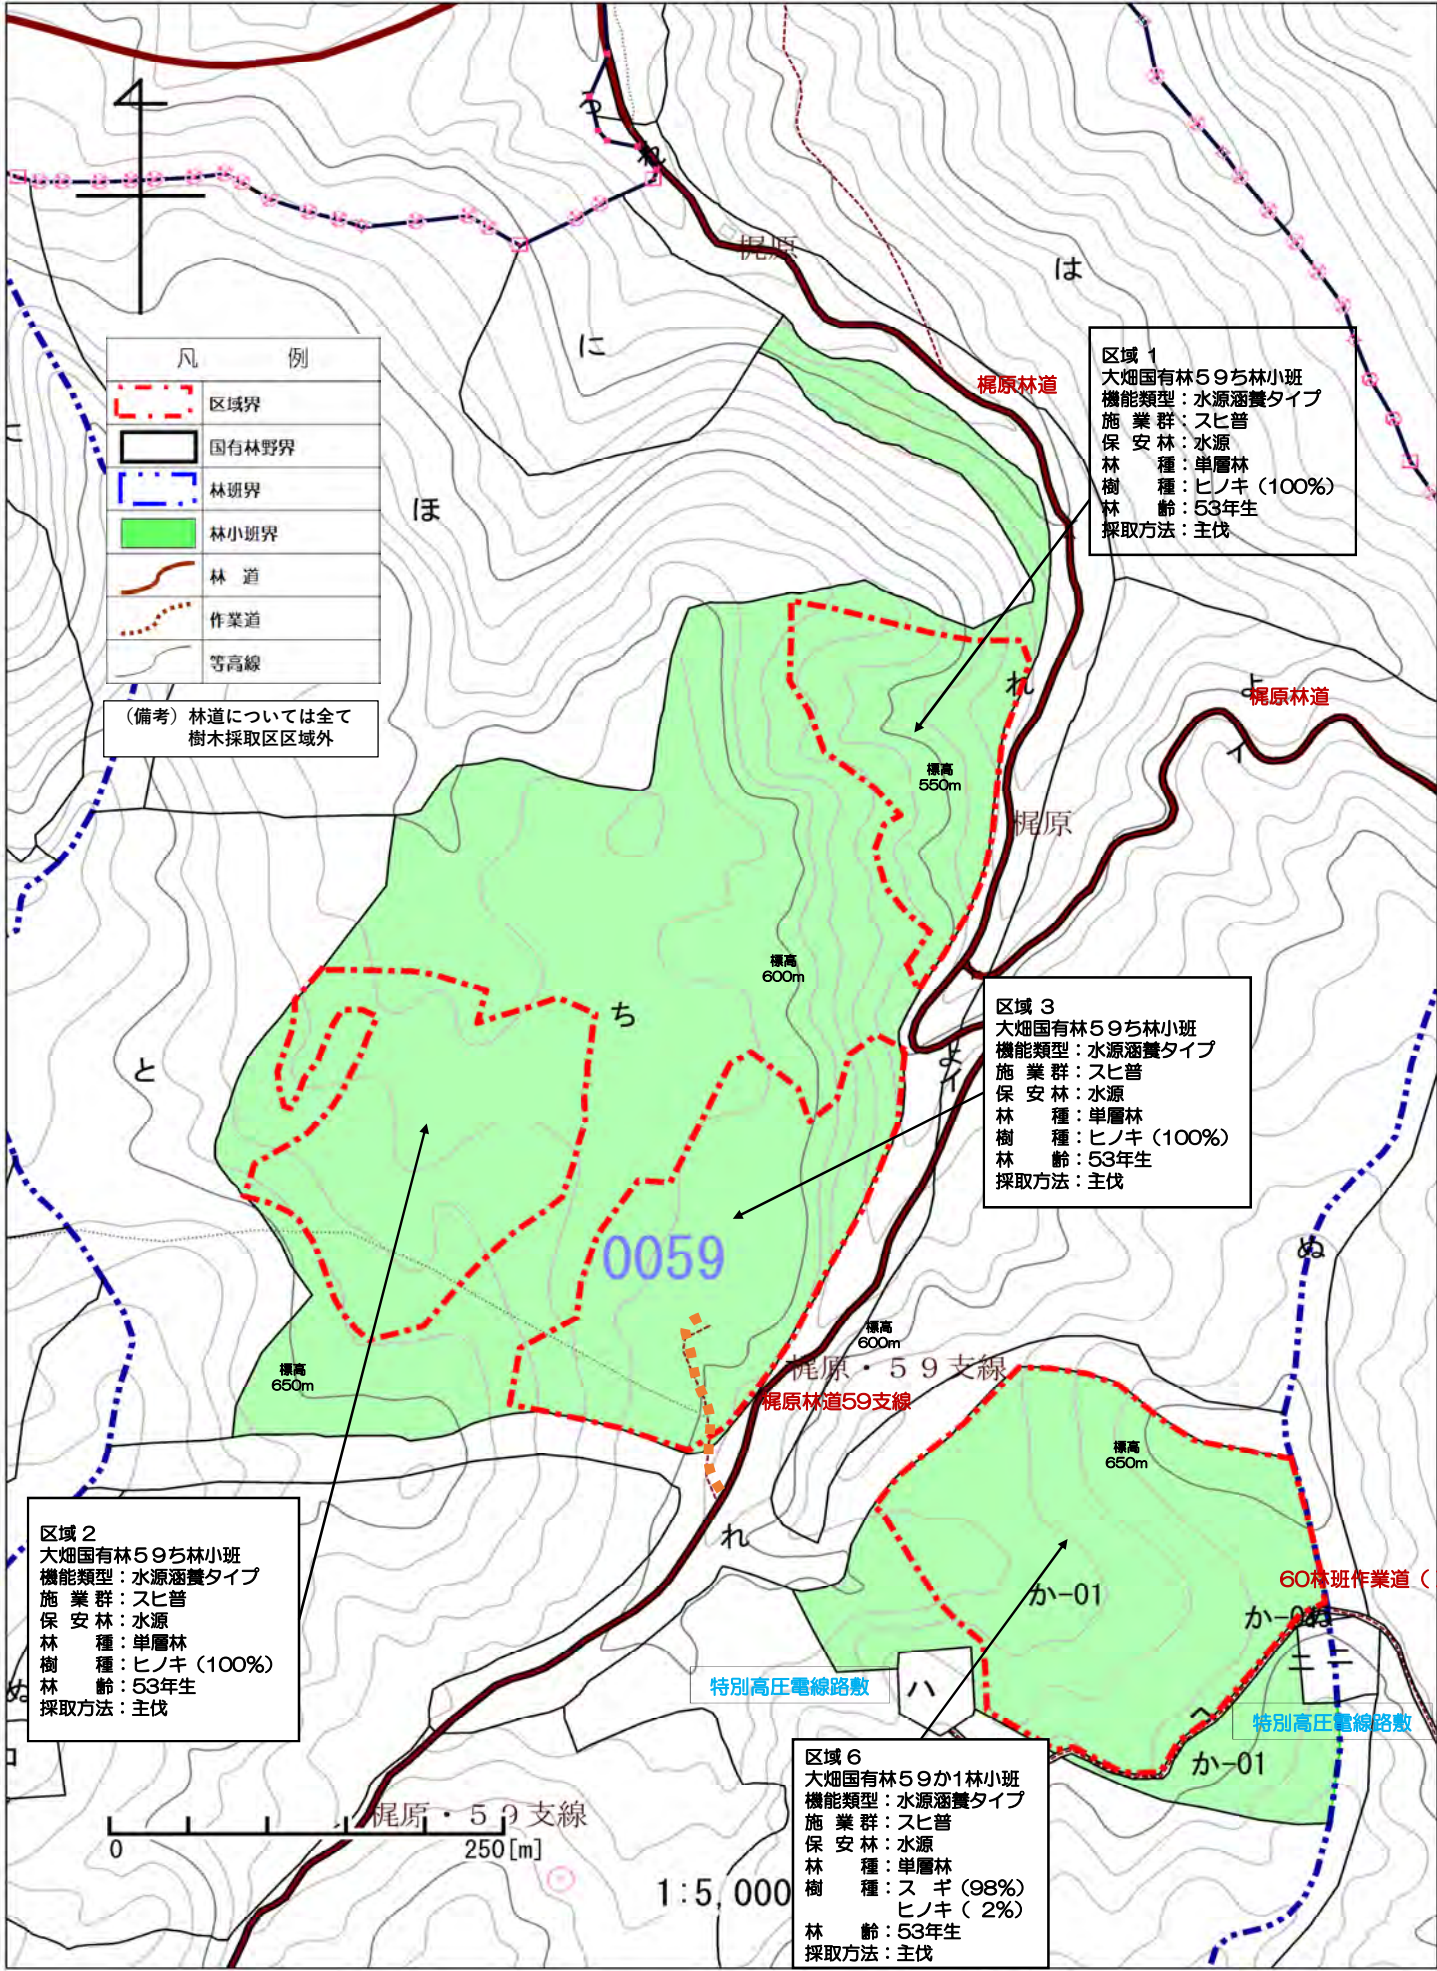 つ
れ
梶原
は
に
梶原林道
凡 例
区域界
国有林野界
林班界
林小班界
林 道
作業道
等高線
(備考) 林道については全て
樹木採取区区域外
ほ
区域 1
大畑国有林59ち林小班
機能類型:水源涵養タイプ
施 業 群:スヒ普
保 安 林:水源
林 種:単層林
樹 種:ヒノキ(100%)
林 齢:53年生
採取方法:主伐
れ
よ
梶原林道
イ
標高
550m
梶原
標高
600m
ち
と
よ
イ
区域 3
大畑国有林59ち林小班
機能類型:水源涵養タイプ
施 業 群:スヒ普
保 安 林:水源
林 種:単層林
樹 種:ヒノキ(100%)
林 齢:53年生
採取方法:主伐
0059
ぬ
標高
600m
標高
650m
梶原・59支線
梶原林道59支線
標高
650m
れ
区域 2
大畑国有林59ち林小班
機能類型:水源涵養タイプ
施 業 群:スヒ普
保 安 林:水源
林 種:単層林
樹 種:ヒノキ(100%)
林 齢:53年生
採取方法:主伐
ぬ
60林班作業道(
か-01
ぬ
ニ
特別高圧電線路敷
ハ
ヘ
特別高圧電線路敷
か-01
区域 6
大畑国有林59か1林小班
機能類型:水源涵養タイプ
施 業 群:スヒ普
保 安 林:水源
林 種:単層林
樹 種:ス ギ(98%)
ヒノキ( 2%)
林 齢:53年生
採取方法:主伐
梶原・59支線
0 250[m]
1:5,000